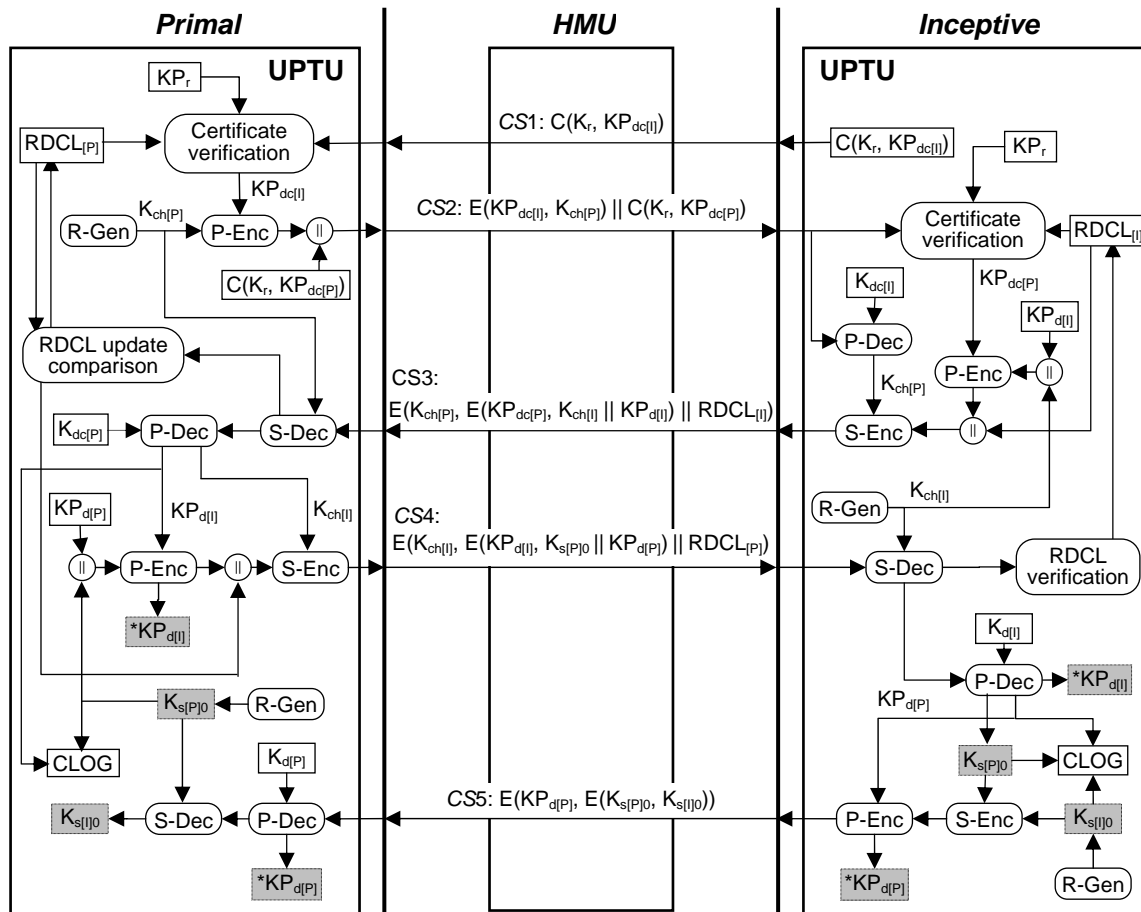 Primal
HMU
Inceptive
UPTU
UPTU
KPr
RDCL[P]
Certificate
verification
CS1: C(Kr, KPdc[I])
C(Kr, KPdc[I])
KPr
KPdc[I]
Kch[P]
R-Gen
P-Enc
||
CS2: E(KPdc[I], Kch[P]) || C(Kr, KPdc[P])
Certificate
verification
RDCL[I]
C(Kr, KPdc[P])
Kdc[I]
KPdc[P]
KPd[I]
RDCL update
comparison
P-Dec
P-Enc
||
CS3:
Kch[P]
E(Kch[P], E(KPdc[P], Kch[I] || KPd[I]) || RDCL[I])
Kdc[P]
P-Dec
S-Dec
S-Enc
||
KPd[P]
KPd[I]
Kch[I]
CS4:
R-Gen
Kch[I]
E(Kch[I], E(KPd[I], Ks[P]0 || KPd[P]) || RDCL[P])
||
P-Enc
||
S-Enc
S-Dec
RDCL
verification
*KPd[I]
Kd[I]
P-Dec
*KPd[I]
Ks[P]0
R-Gen
KPd[P]
CLOG
Kd[P]
Ks[P]0
CLOG
CS5: E(KPd[P], E(Ks[P]0, Ks[I]0))
Ks[I]0
S-Dec
P-Dec
P-Enc
S-Enc
Ks[I]0
*KPd[P]
*KPd[P]
R-Gen